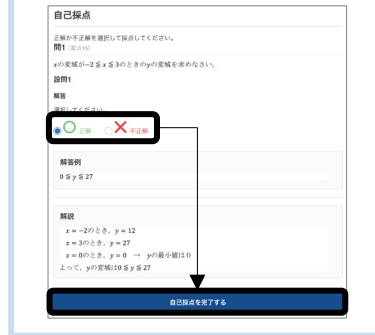 自己採点
正解か不正解を選択して採点してください。
問1 (配点15)
xの変域が−2≦x≦3のときのyの変域を求めなさい。
設問1
解答
選択してください。
正解 不正解
解答例
0≦y≦27
解説
x = −2のとき、y = 12
x = 3のとき、y = 27
x = 0のとき、y = 0 → yの最小値は0
よって、yの変域は0≦y≦27
自己採点を完了する